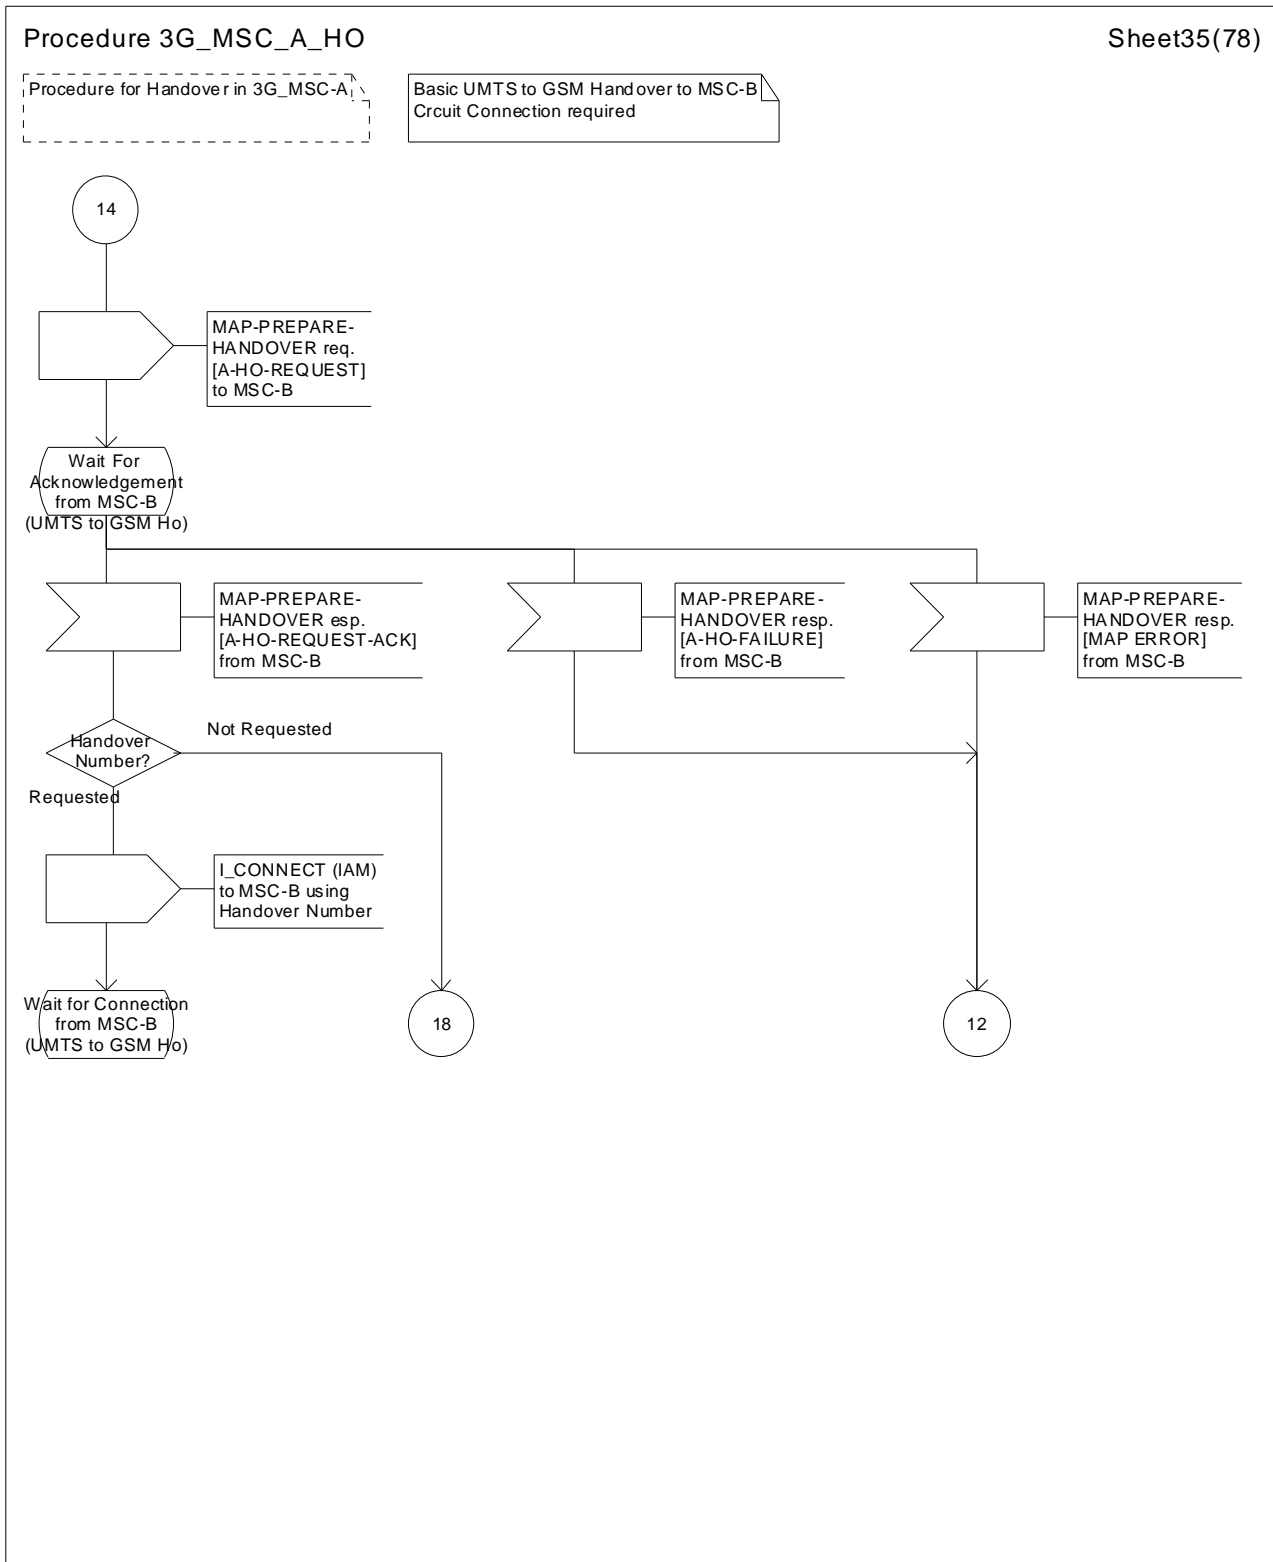 Procedure 3G_MSC_A_HO
Sheet35(78)
Procedure for Handover in 3G_MSC-A
Basic UMTS to GSM Handover to MSC-B
Crcuit Connection required
14
MAP-PREPARE-
HANDOVER req.
[A-HO-REQUEST]
to MSC-B
Wait For
Acknowledgement
from MSC-B
(UMTS to GSM Ho)
MAP-PREPARE-
HANDOVER esp.
[A-HO-REQUEST-ACK]
from MSC-B
MAP-PREPARE-
HANDOVER resp.
[A-HO-FAILURE]
from MSC-B
MAP-PREPARE-
HANDOVER resp.
[MAP ERROR]
from MSC-B
Handover
Number?
Not Requested
Requested
I_CONNECT (IAM)
to MSC-B using
Handover Number
Wait for Connection
from MSC-B
(UMTS to GSM Ho)
18
12